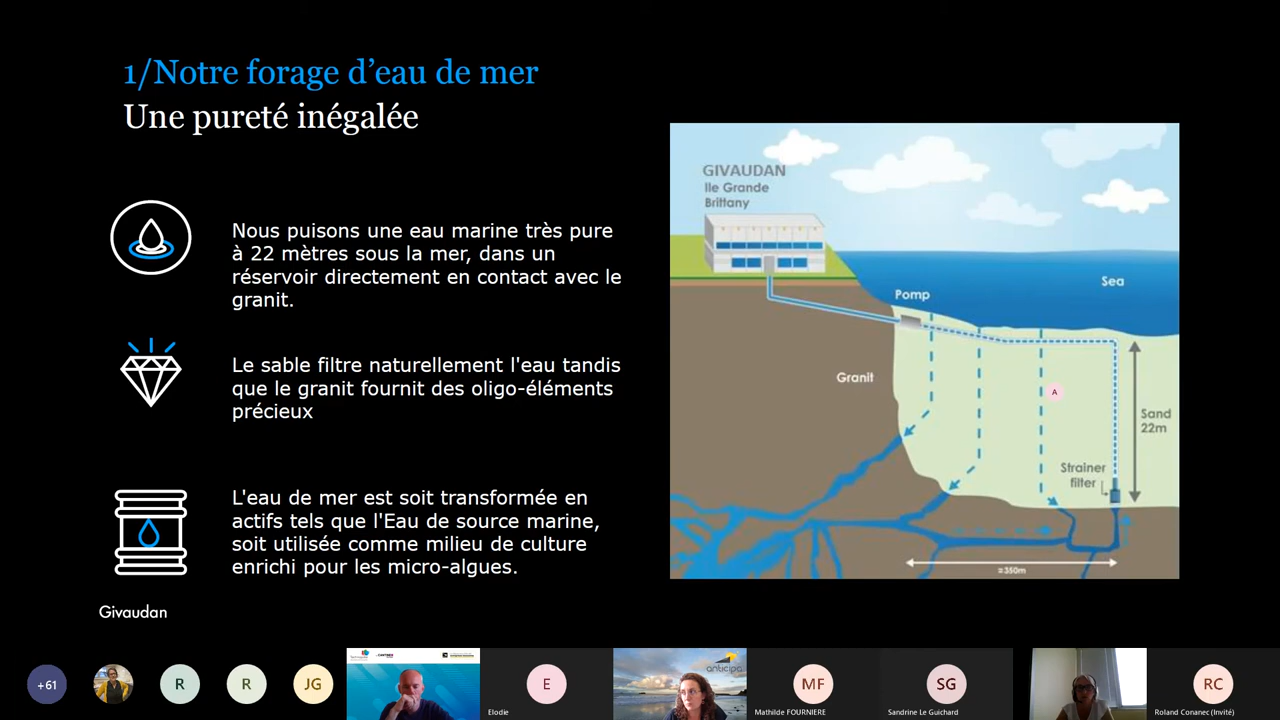 1/Notre forage d’eau de mer
Une pureté inégalée
Nous puisons une eau marine très pure
à 22 mètres sous la mer, dans un
réservoir directement en contact avec le
granit.
Le sable filtre naturellement l'eau tandis
que le granit fournit des oligo-éléments
précieux
L'eau de mer est soit transformée en
actifs tels que l'Eau de source marine,
soit utilisée comme milieu de culture
enrichi pour les micro-algues.
Givaudan
GIVAUDAN
Ile Grande
Brittany
Sea
Pomp
Granit
A
Sand
22m
Strainer
filter
≈350m
+61
R
R
JG
E
Elodie
anticipa
MF
Mathilde FOURNIERE
SG
Sandrine Le Guichard
RC
Roland Conanec (Invité)